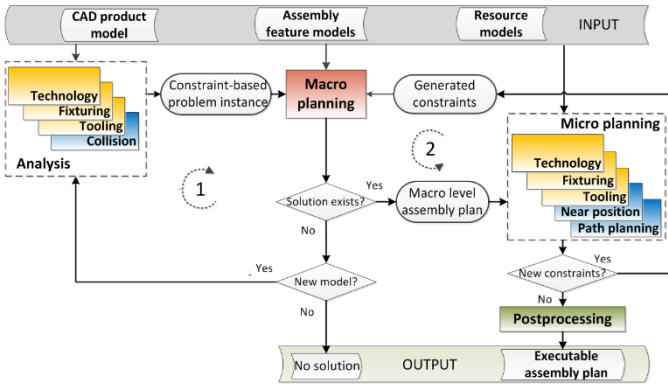 CAD product
model
Assembly
feature models
Resource
models
INPUT
Technology
Fixturing
Tooling
Collision
Analysis
Constraint-based
problem instance
Macro
planning
Generated
constraints
Micro planning
Technology
Fixturing
Tooling
Near position
Path planning
1
2
Solution exists?
Yes
Macro level
assembly plan
No
Yes
New model?
No
New constraints?
Yes
No
Postprocessing
No solution
OUTPUT
Executable
assembly plan